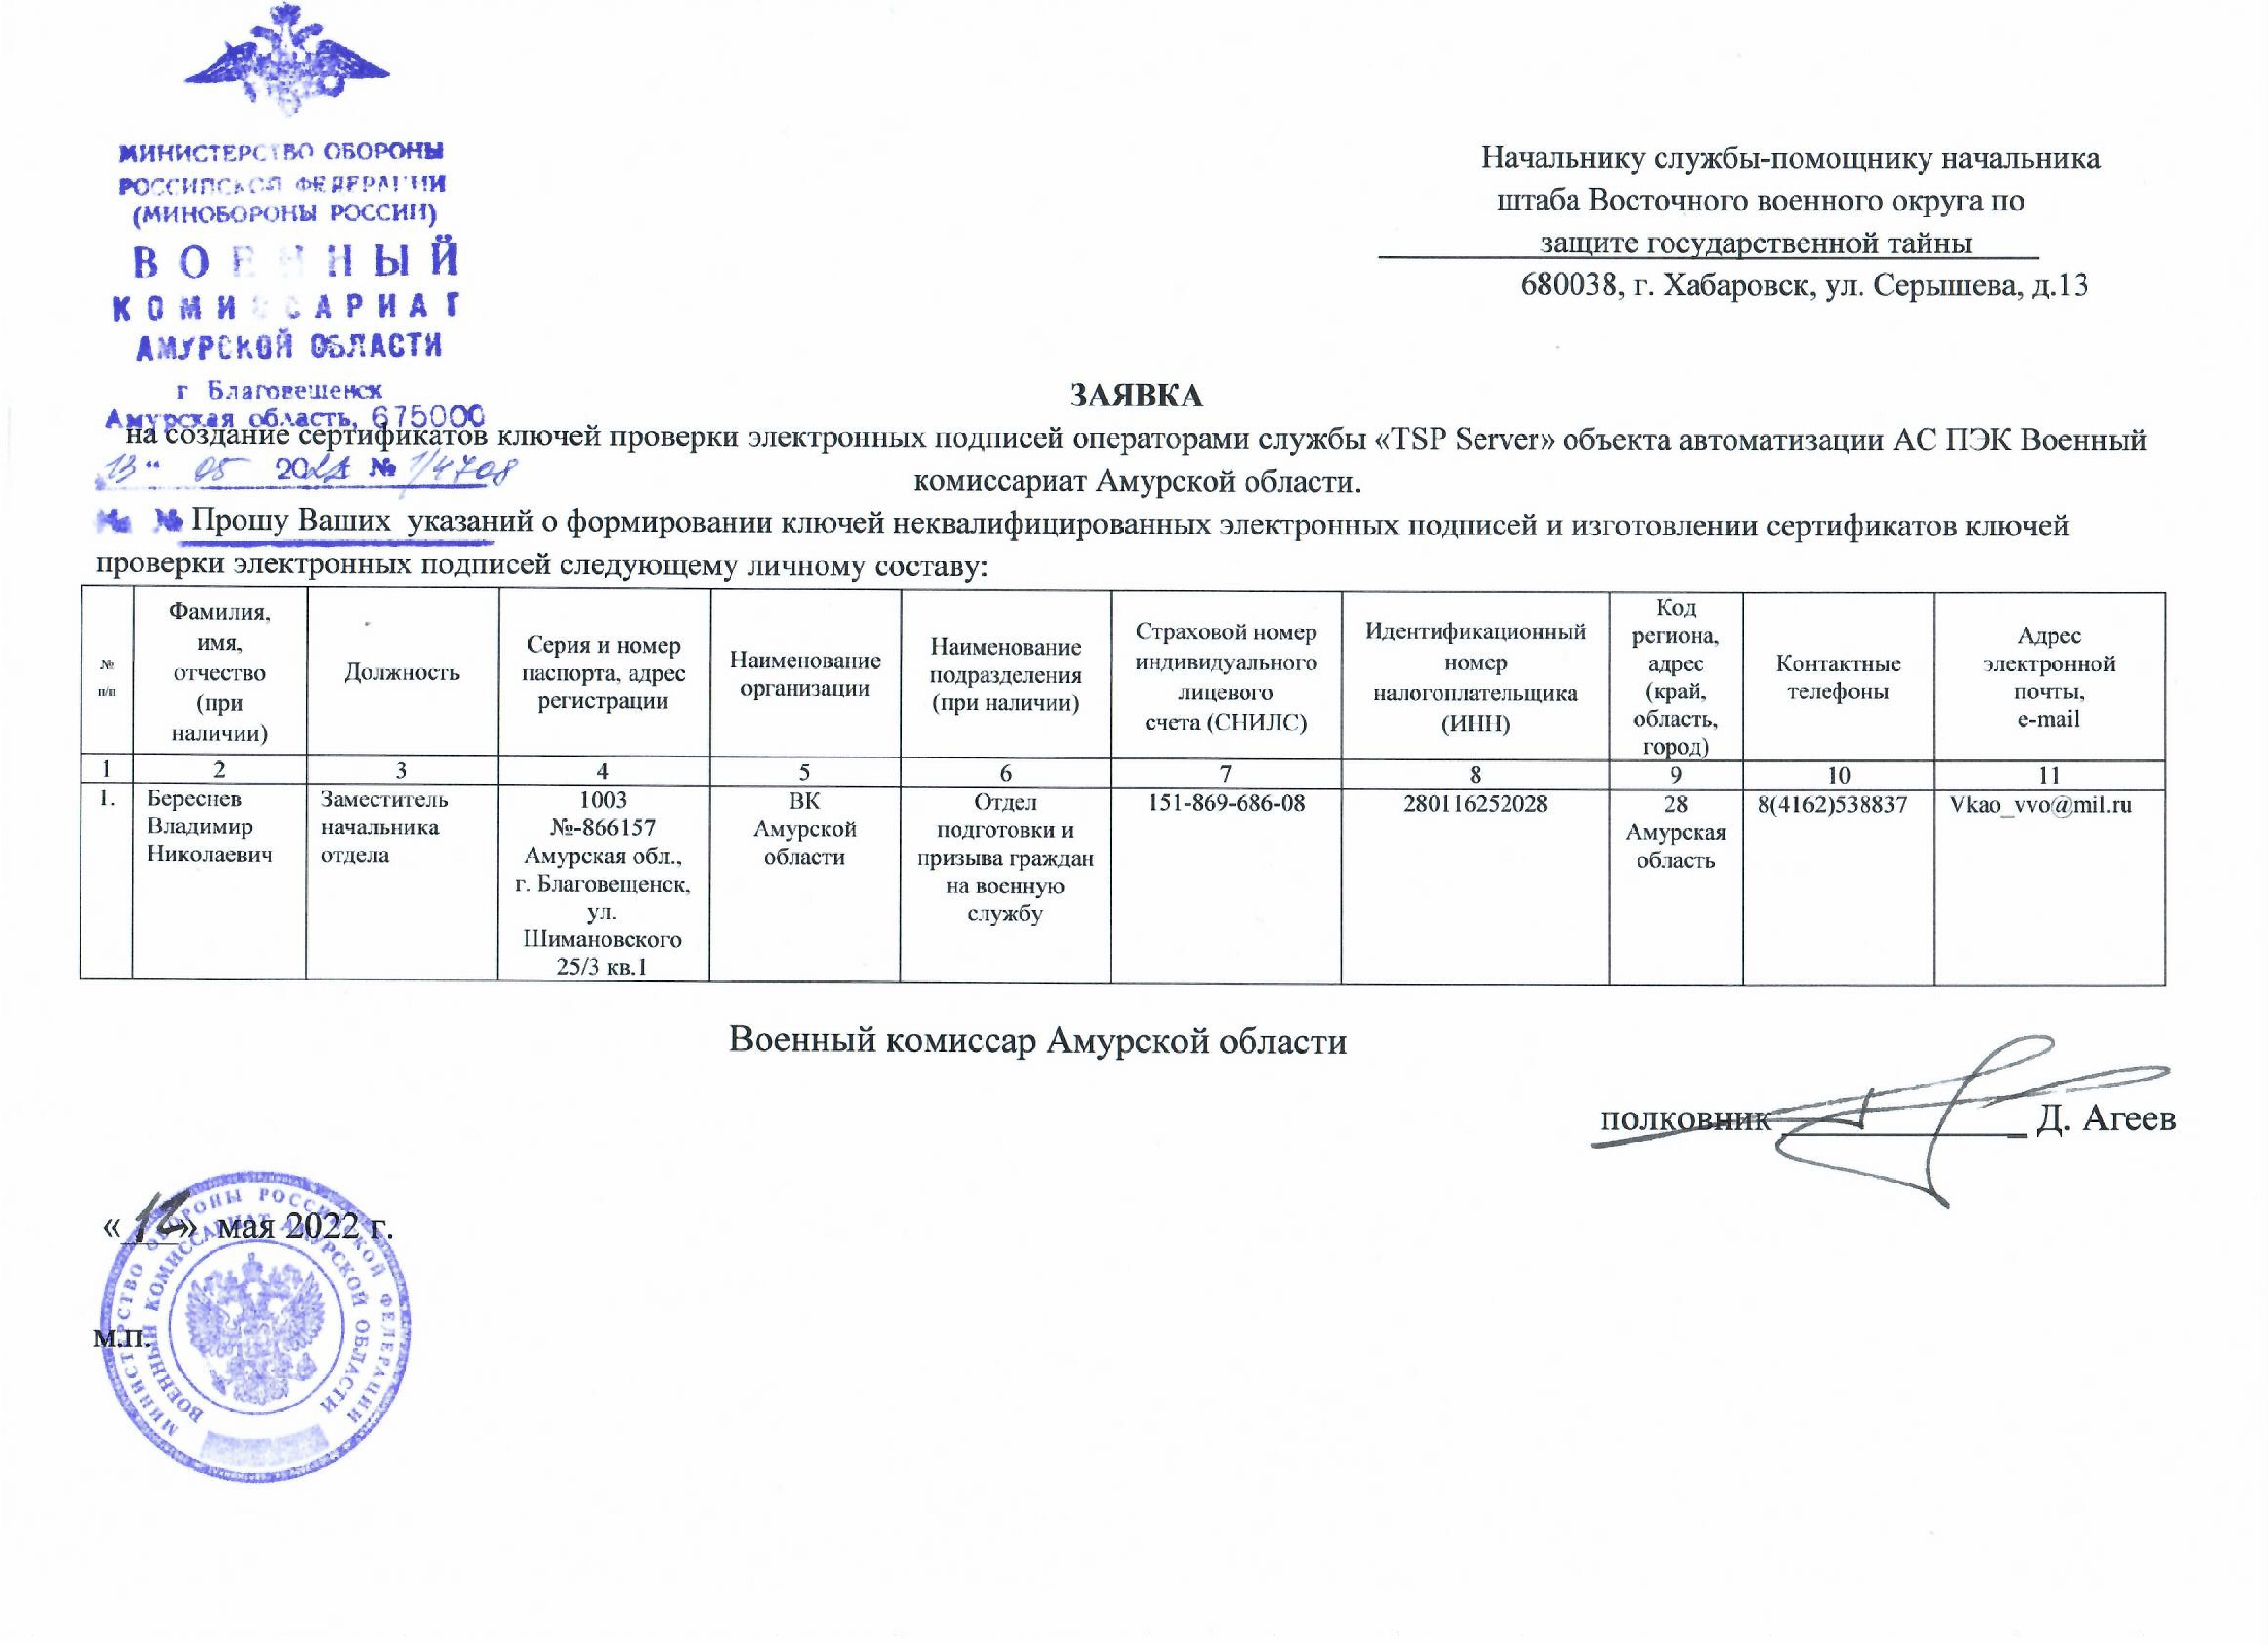 МИНИСТЕРСТВО ОБОРОНЫ
РОССИЙСКОЙ ФЕДЕРАЦИИ
(МИНОБОРОНЫ РОССИИ)
ВОЕННЫЙ
КОМИССАРИАТ
АМУРСКОЙ ОБЛАСТИ
г Благовещенск
Амурская область, 675000
13 " 05 2022 № 1/4708
На №
Начальнику службы-помощнику начальника
штаба Восточного военного округа по
защите государственной тайны
680038, г. Хабаровск, ул. Серышева, д.13
ЗАЯВКА
на создание сертификатов ключей проверки электронных подписей операторами службы «TSP Server» объекта автоматизации АС ПЭК Военный
комиссариат Амурской области.
Прошу Ваших указаний о формировании ключей неквалифицированных электронных подписей и изготовлении сертификатов ключей
проверки электронных подписей следующему личному составу:
№
п/п
Фамилия,
имя,
отчество
(при
наличии)
Должность
Серия и номер
паспорта, адрес
регистрации
Наименование
организации
Наименование
подразделения
(при наличии)
Страховой номер
индивидуального
лицевого
счета (СНИЛС)
Идентификационный
номер
налогоплательщика
(ИНН)
Код
региона,
адрес
(край,
область,
город)
Контактные
телефоны
Адрес
электронной
почты,
e-mail
1 2 3 4 5 6 7 8 9 10 11
1.
Береснев
Владимир
Николаевич
Заместитель
начальника
отдела
1003
№-866157
Амурская обл.,
г. Благовещенск,
ул.
Шимановского
25/3 кв.1
ВК
Амурской
области
Отдел
подготовки и
призыва граждан
на военную
службу
151-869-686-08
280116252028
28
Амурская
область
8(4162)538837
Vkao_vvo@mil.ru
Военный комиссар Амурской области
полковник Д. Агеев
«12» мая 2022 г.
м.п.
МИНИСТЕРСТВО ОБОРОНЫ РОССИЙСКОЙ ФЕДЕРАЦИИ
ВОЕННЫЙ КОМИССАРИАТ АМУРСКОЙ ОБЛАСТИ